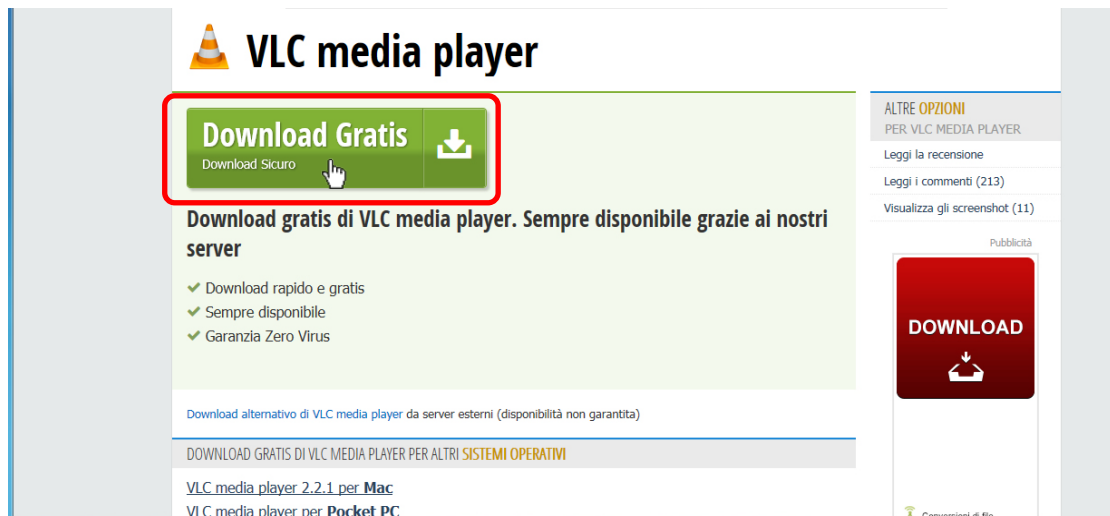 VLC media player
Download Gratis
Download Sicuro
Download gratis di VLC media player. Sempre disponibile grazie ai nostri
server
Download rapido e gratis
Sempre disponibile
Garanzia Zero Virus
Download alternativo di VLC media player da server esterni (disponibilità non garantita)
DOWNLOAD GRATIS DI VLC MEDIA PLAYER PER ALTRI SISTEMI OPERATIVI
VLC media player 2.2.1 per Mac
VLC media player per Pocket PC
ALTRE OPZIONI
PER VLC MEDIA PLAYER
Leggi la recensione
Leggi i commenti (213)
Visualizza gli screenshot (11)
Pubblicità
DOWNLOAD
Conversioni di file